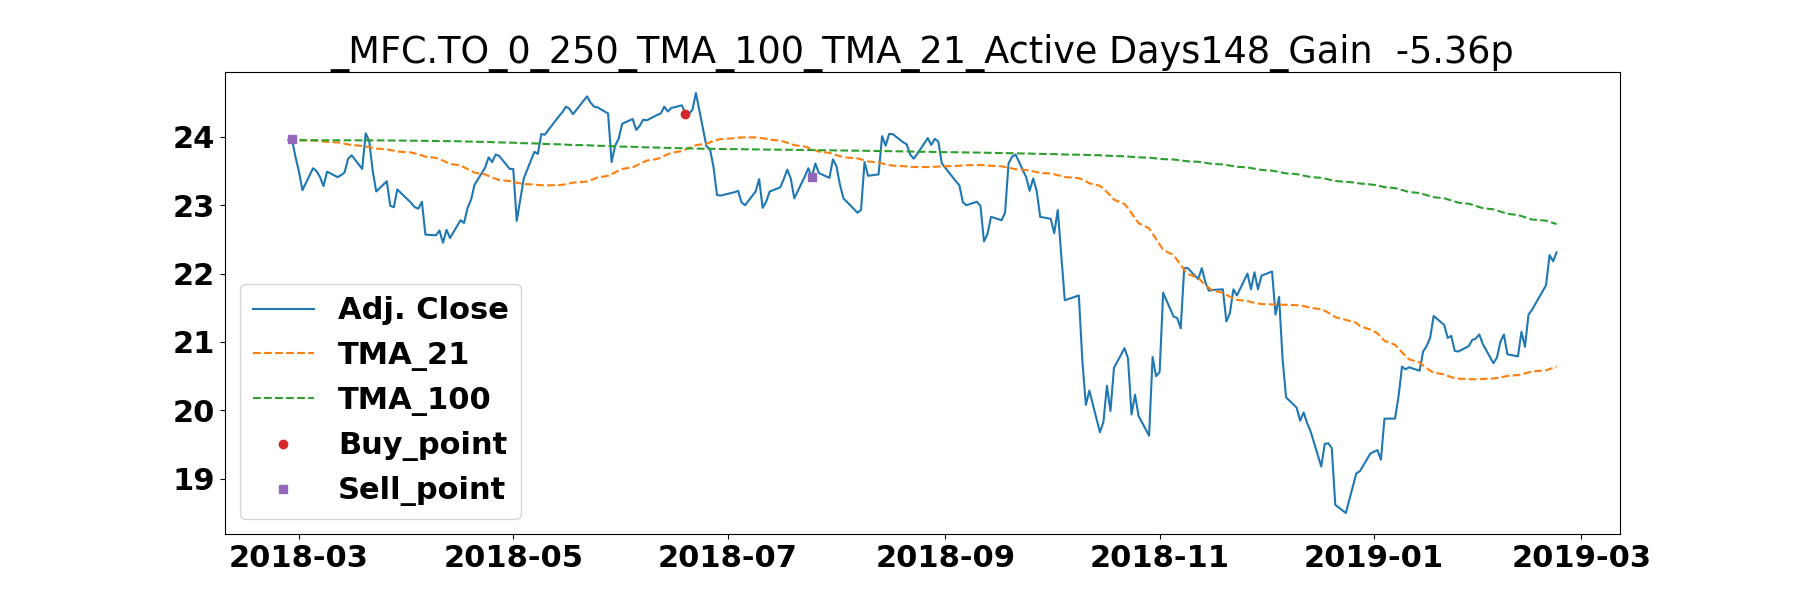 _MFC.TO_0_250_TMA_100_TMA_21_Active Days148_Gain  -5.36p
24
23
22
21
20
19
Adj. Close
TMA_21
TMA_100
Buy_point
Sell_point
2018-03 2018-05 2018-07 2018-09 2018-11 2019-01 2019-03